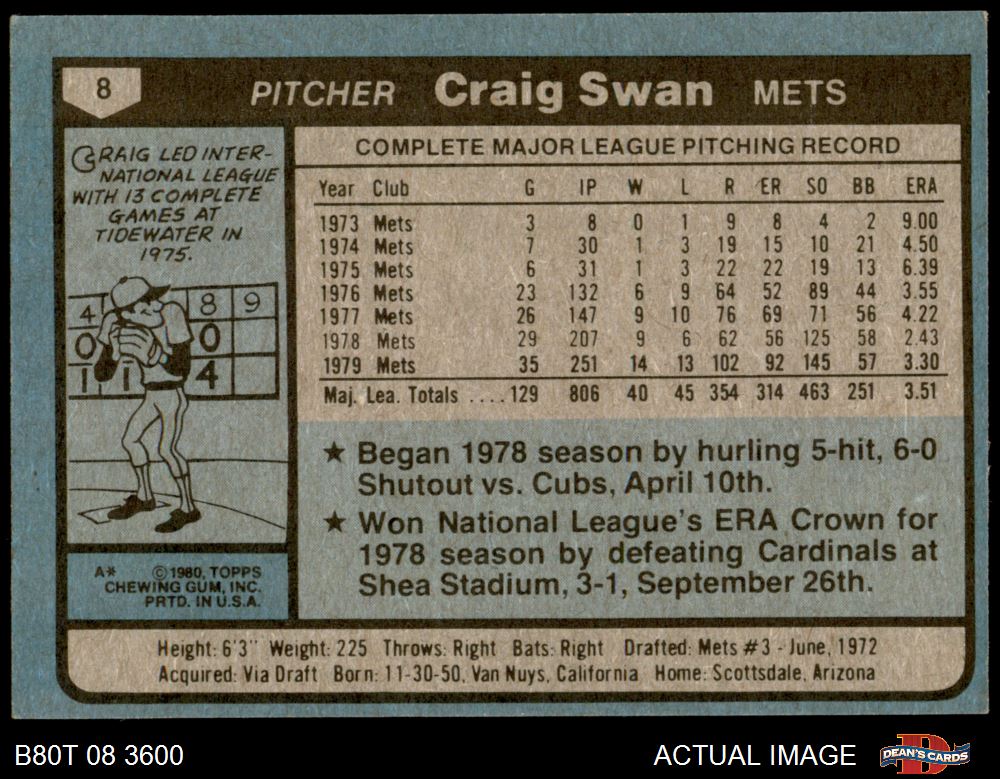 8
PITCHER Craig Swan METS
CRAIG LED INTER-
NATIONAL LEAGUE
WITH 13 COMPLETE
GAMES AT
TIDEWATER IN
1975.
4 8 9
0 0
1 1 4
A* ©1980, TOPPS
CHEWING GUM, INC.
PRTD. IN U.S.A.
COMPLETE MAJOR LEAGUE PITCHING RECORD
Year Club G IP W L R ER SO BB ERA
1973 Mets 3 8 0 1 9 8 4 2 9.00
1974 Mets 7 30 1 3 19 15 10 21 4.50
1975 Mets 6 31 1 3 22 22 19 13 6.39
1976 Mets 23 132 6 9 64 52 89 44 3.55
1977 Mets 26 147 9 10 76 69 71 56 4.22
1978 Mets 29 207 9 6 62 56 125 58 2.43
1979 Mets 35 251 14 13 102 92 145 57 3.30
Maj. Lea. Totals ....129 806 40 45 354 314 463 251 3.51
★ Began 1978 season by hurling 5-hit, 6-0
Shutout vs. Cubs, April 10th.
★ Won National League's ERA Crown for
1978 season by defeating Cardinals at
Shea Stadium, 3-1, September 26th.
Height: 6'3" Weight: 225 Throws: Right Bats: Right Drafted: Mets #3 - June, 1972
Acquired: Via Draft Born: 11-30-50, Van Nuys, California Home: Scottsdale, Arizona
B80T 08 3600
ACTUAL IMAGE
DEAN'S CARDS